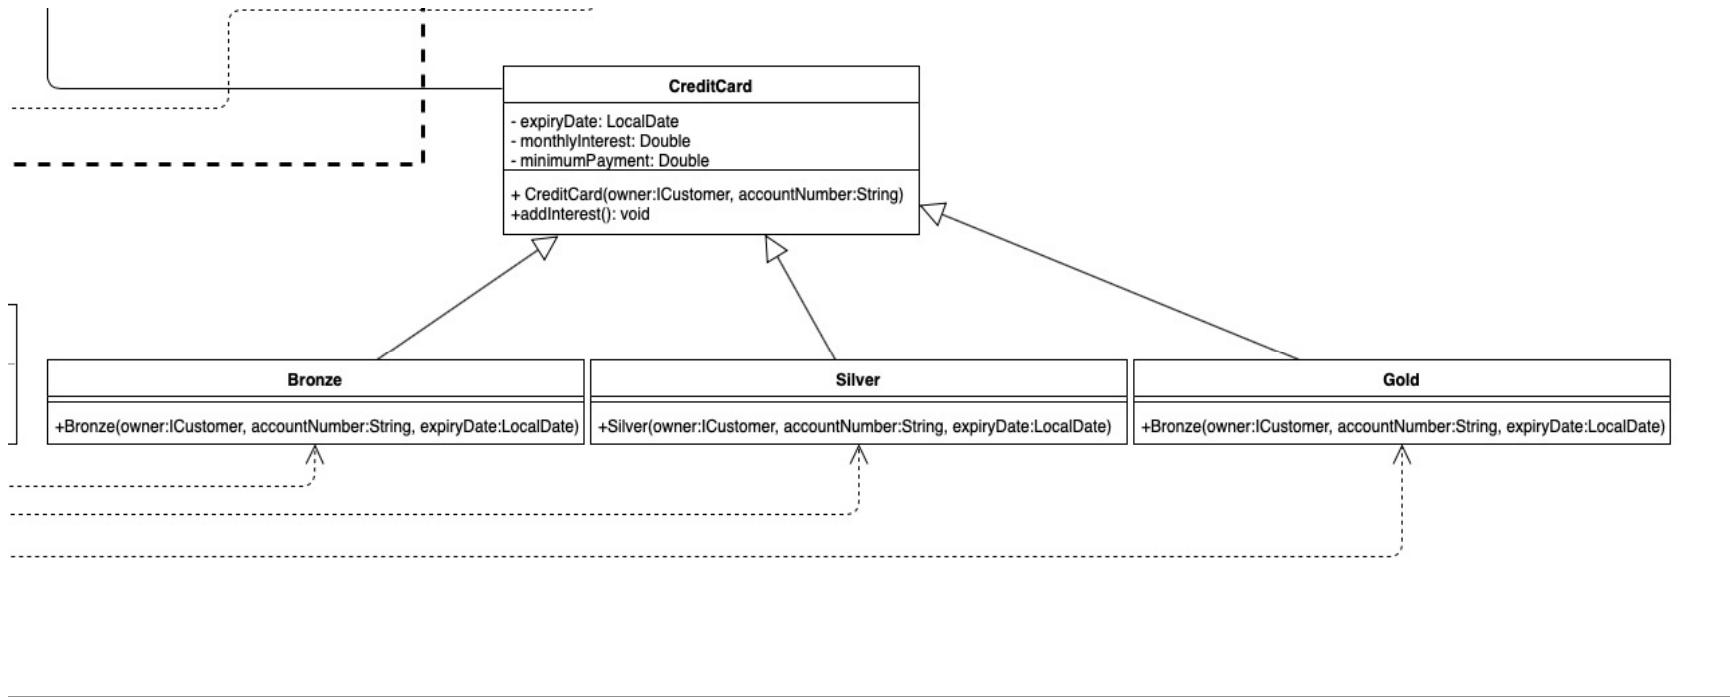 CreditCard
- expiryDate: LocalDate
- monthlyInterest: Double
- minimumPayment: Double
+ CreditCard(owner:ICustomer, accountNumber:String)
+addInterest(): void
Bronze
+Bronze(owner:ICustomer, accountNumber:String, expiryDate:LocalDate)
Silver
+Silver(owner:ICustomer, accountNumber:String, expiryDate:LocalDate)
Gold
+Bronze(owner:ICustomer, accountNumber:String, expiryDate:LocalDate)